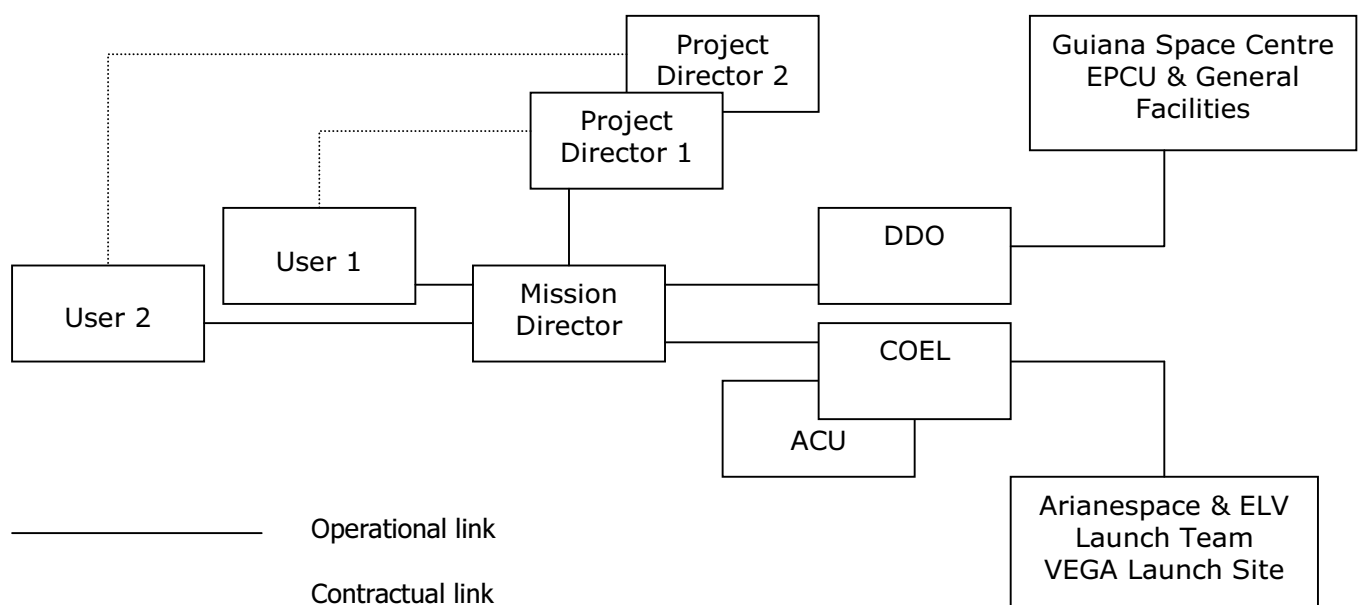 Project
Director 2
Guiana Space Centre
EPCU & General
Facilities
Project
Director 1
User 1
DDO
User 2
Mission
Director
COEL
ACU
Arianespace & ELV
Launch Team
VEGA Launch Site
Operational link
Contractual link